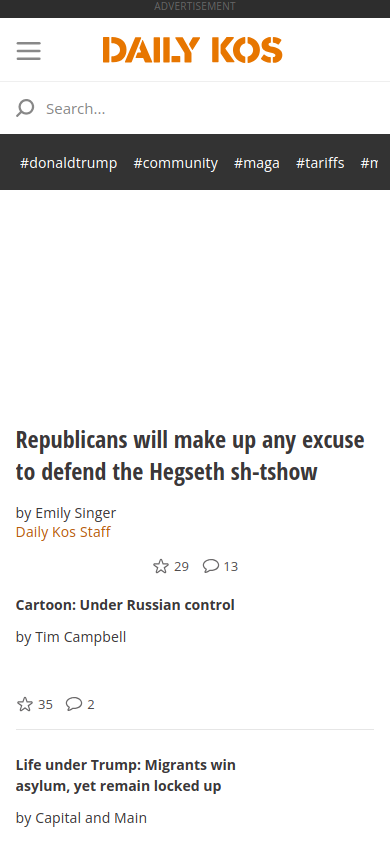 ADVERTISEMENT
DAILY KOS
Search...
#donaldtrump #community #maga #tariffs #m
Republicans will make up any excuse
to defend the Hegseth sh-tshow
by Emily Singer
Daily Kos Staff
29 13
Cartoon: Under Russian control
by Tim Campbell
35 2
Life under Trump: Migrants win
asylum, yet remain locked up
by Capital and Main